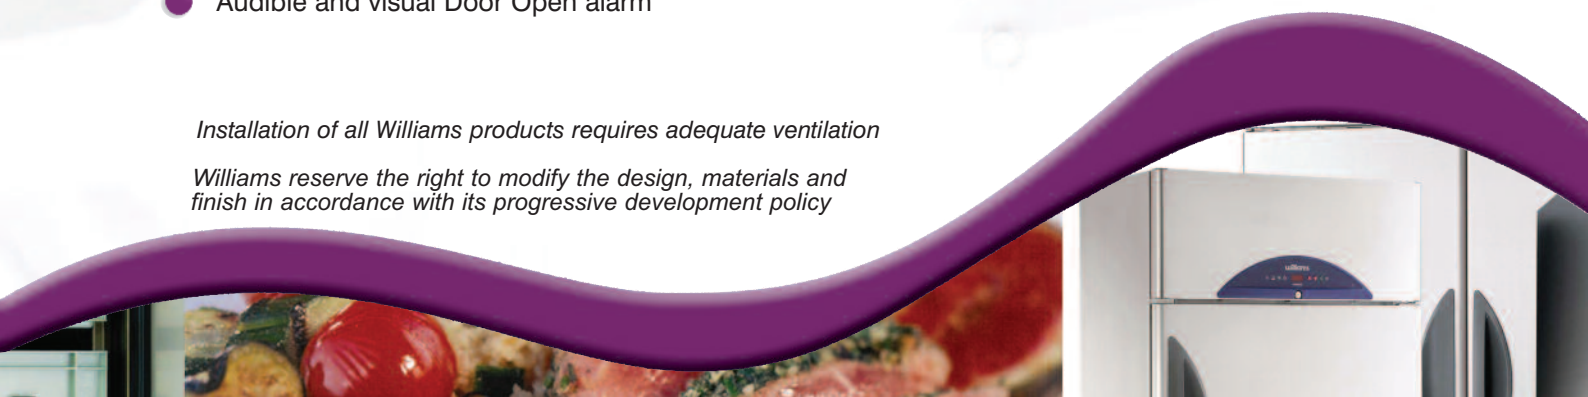 Audible and visual Door Open alarm
Installation of all Williams products requires adequate ventilation
Williams reserve the right to modify the design, materials and
finish in accordance with its progressive development policy
williams